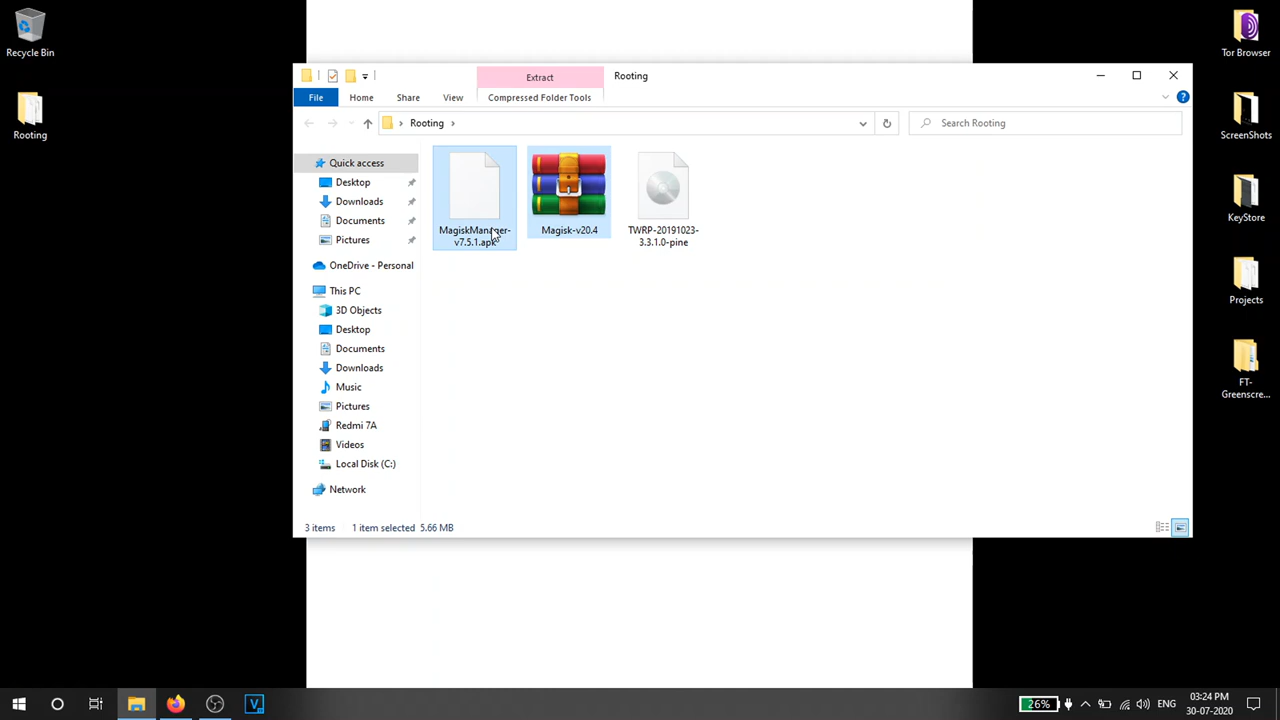 Recycle Bin
Rooting
Extract
Rooting
File
Home
Share
View
Compressed Folder Tools
Rooting
Search Rooting
Quick access
Desktop
Downloads
Documents
Pictures
OneDrive - Personal
This PC
3D Objects
Desktop
Documents
Downloads
Music
Pictures
Redmi 7A
Videos
Local Disk (C:)
Network
MagiskManager-
v7.5.1.apk
Magisk-v20.4
TWRP-20191023-
3.3.1.0-pine
3 items
1 item selected 5.66 MB
Tor Browser
ScreenShots
KeyStore
Projects
FT-
Greenscre...
26%
ENG
03:24 PM
30-07-2020